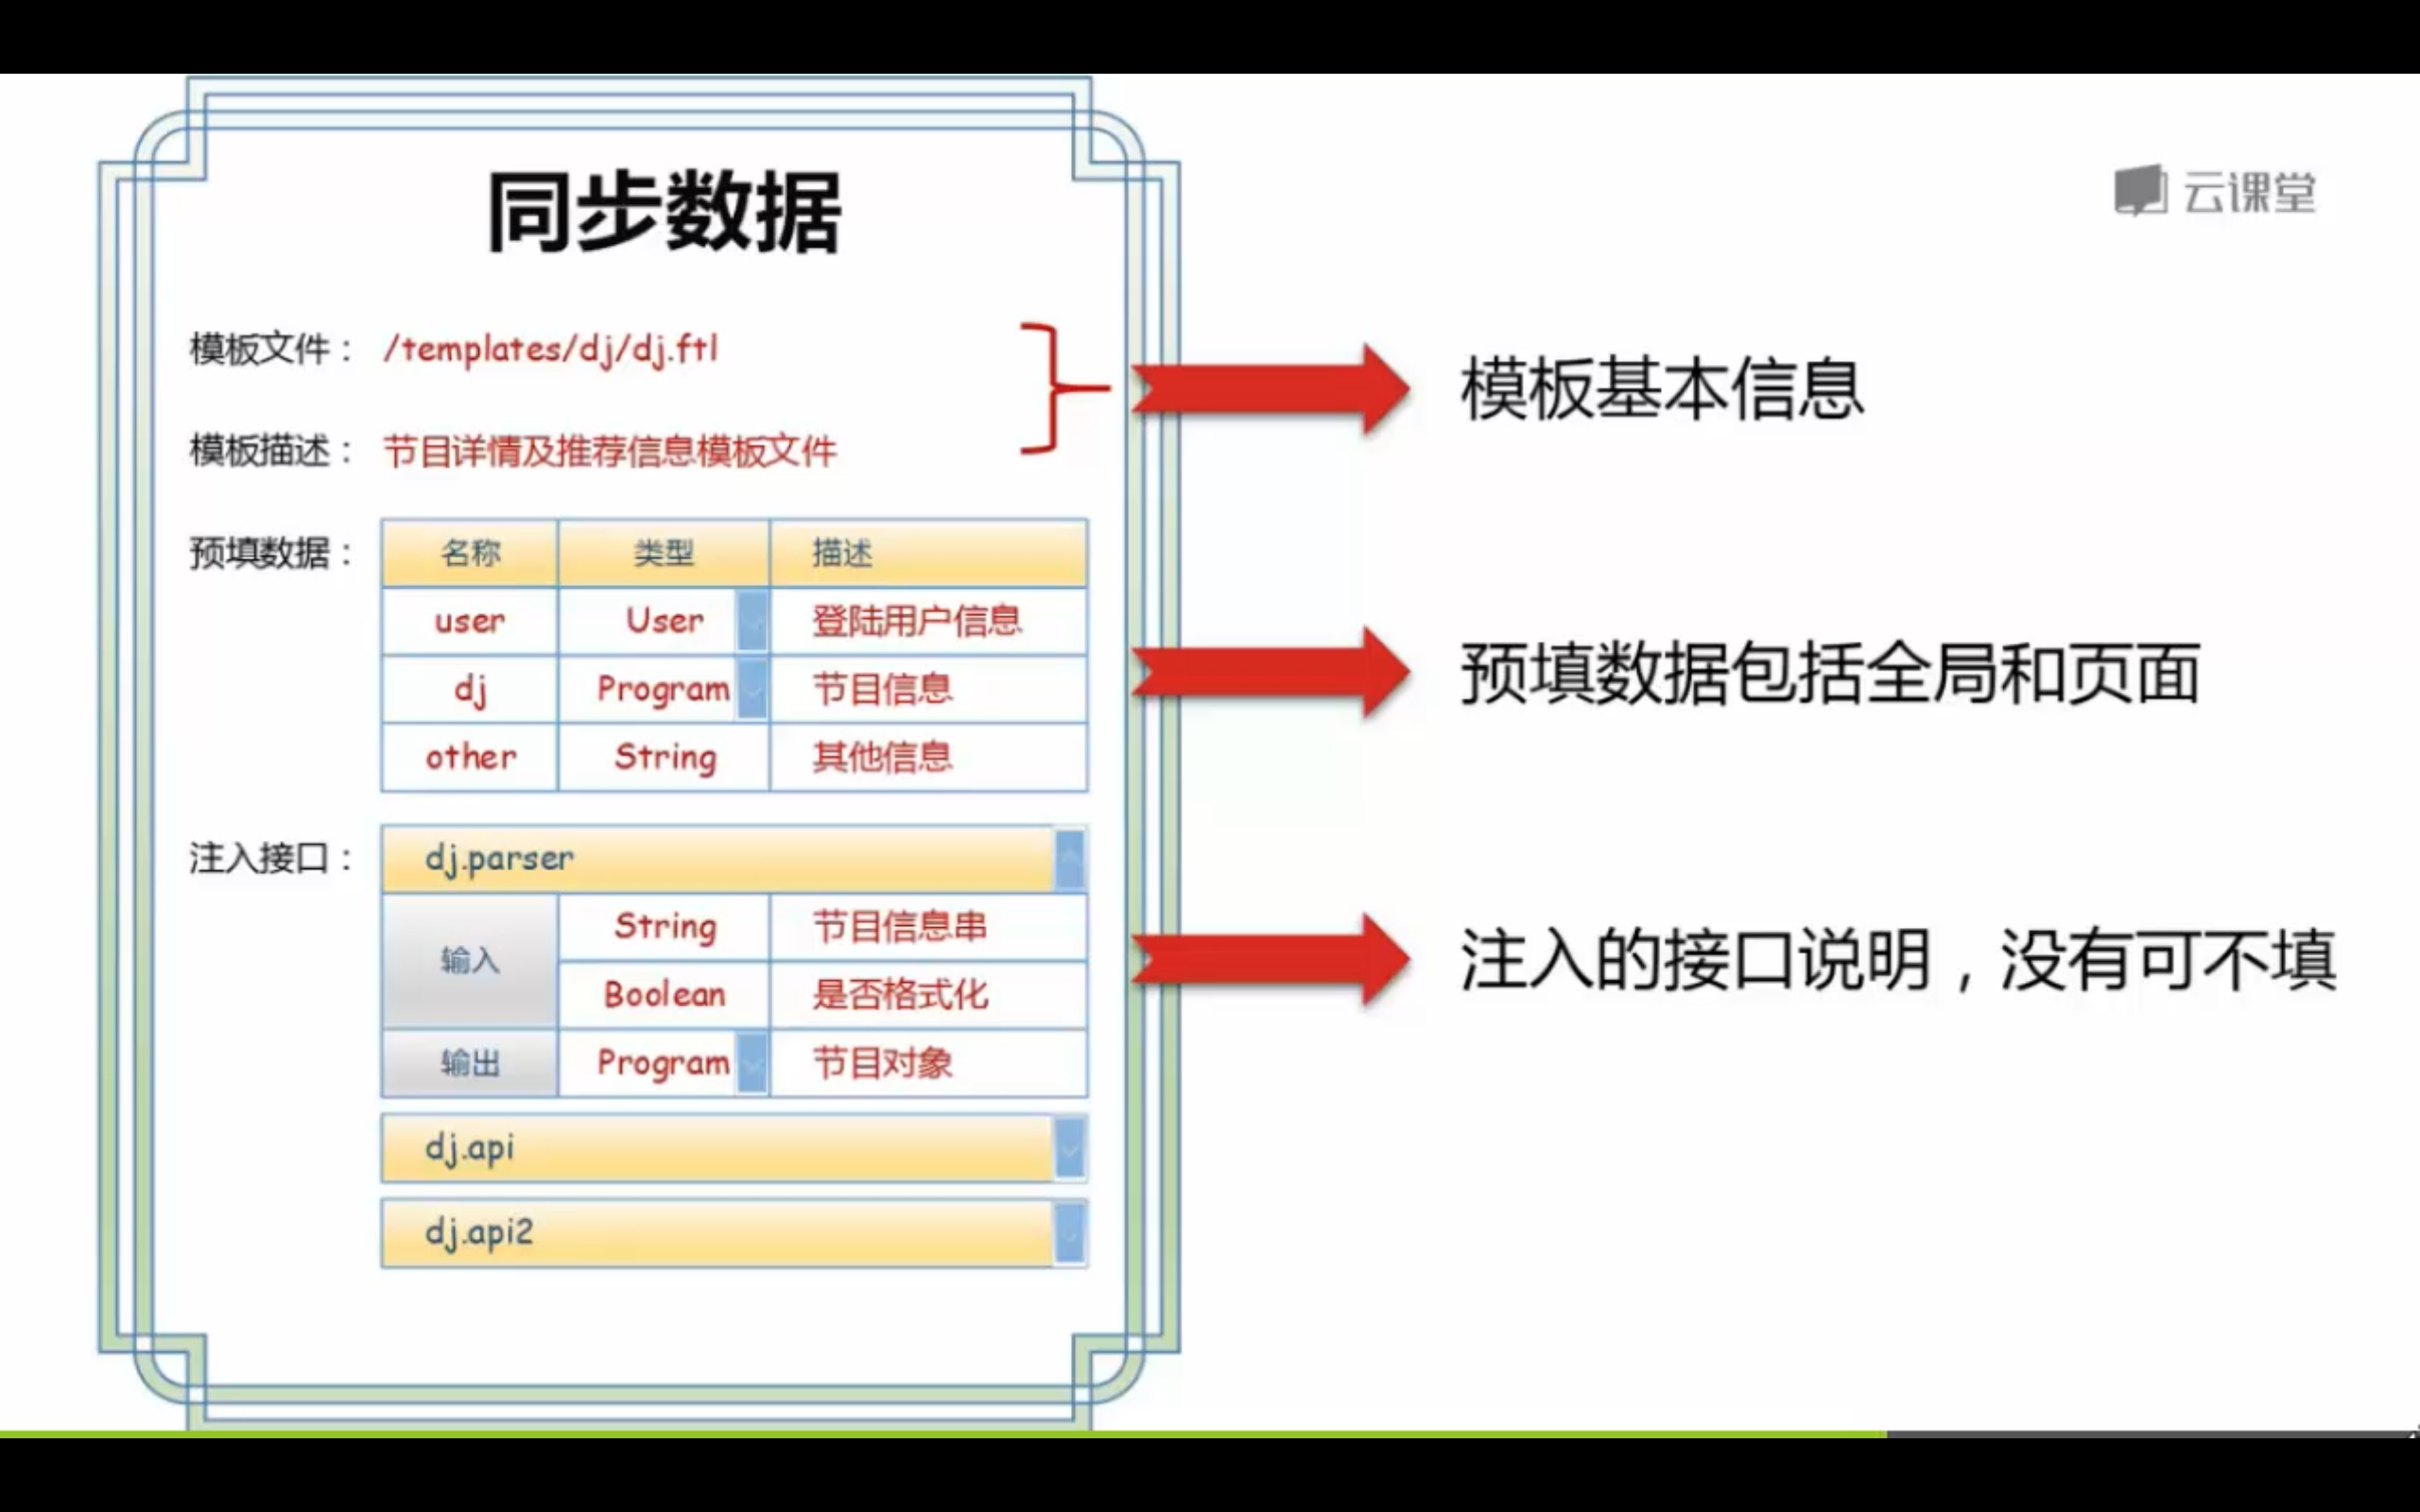 同步数据
云课堂
模板文件： /templates/dj/dj.ftl
模板描述： 节目详情及推荐信息模板文件
模板基本信息
预填数据： 名称 类型 描述
user User 登陆用户信息
dj Program 节目信息
other String 其他信息
预填数据包括全局和页面
注入接口： dj.parser
输入 String 节目信息串
Boolean 是否格式化
输出 Program 节目对象
注入的接口说明，没有可不填
dj.api
dj.api2